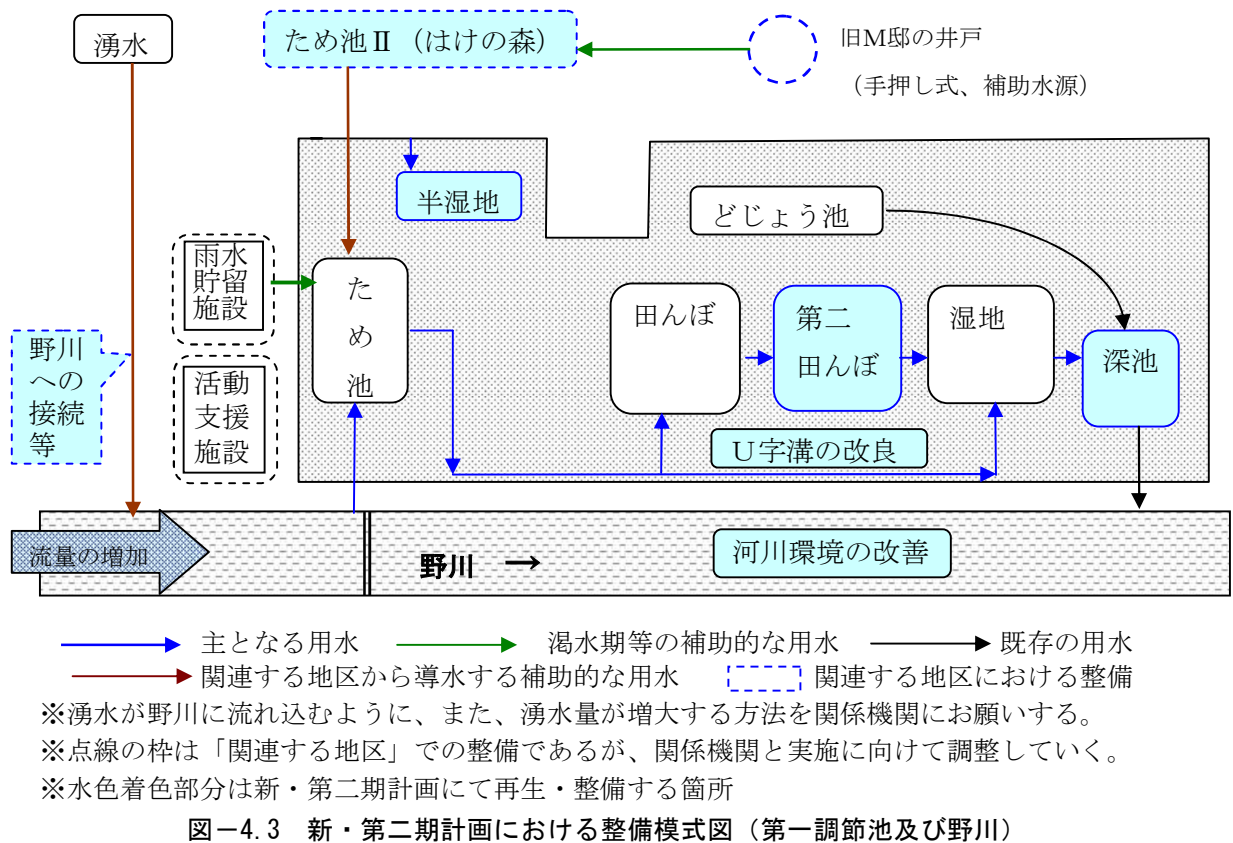 湧水
ため池Ⅱ（はけの森）
旧M邸の井戸
（手押し式、補助水源）
半湿地
どじょう池
雨水
貯留
施設
た
め
池
田んぼ
第二
田んぼ
湿地
深池
野川
への
接続
等
活動
支援
施設
U字溝の改良
流量の増加
野川 →
河川環境の改善
主となる用水
渇水期等の補助的な用水
既存の用水
関連する地区から導水する補助的な用水
関連する地区における整備
※湧水が野川に流れ込むように、また、湧水量が増大する方法を関係機関にお願いする。
※点線の枠は「関連する地区」での整備であるが、関係機関と実施に向けて調整していく。
※水色着色部分は新・第二期計画にて再生・整備する箇所
図－4.3　新・第二期計画における整備模式図（第一調節池及び野川）